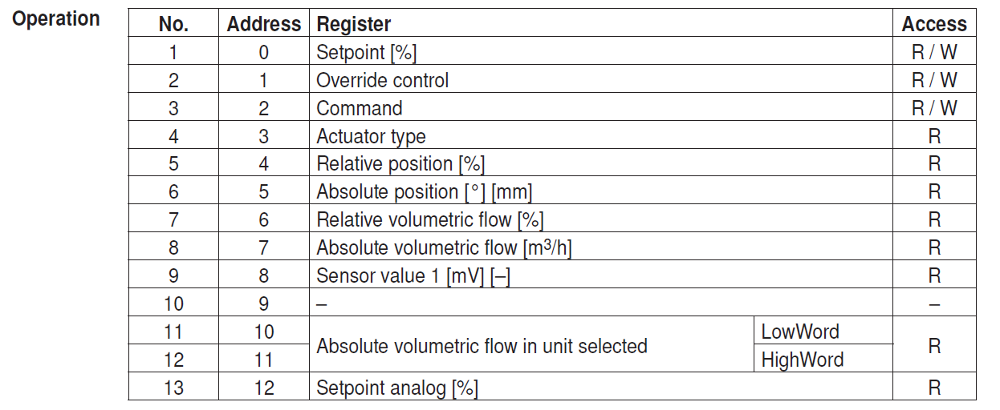 Operation
No. Address Register Access
1 0 Setpoint [%] R / W
2 1 Override control R / W
3 2 Command R / W
4 3 Actuator type R
5 4 Relative position [%] R
6 5 Absolute position [°] [mm] R
7 6 Relative volumetric flow [%] R
8 7 Absolute volumetric flow [m³/h] R
9 8 Sensor value 1 [mV] [–] R
10 9 – –
11 10 Absolute volumetric flow in unit selected LowWord R
12 11 HighWord
13 12 Setpoint analog [%] R